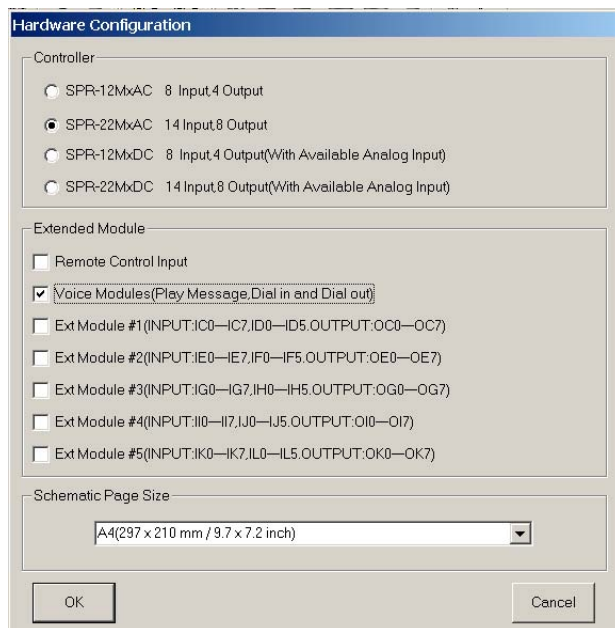 Hardware Configuration
Controller
SPR-12MxAC 8 Input,4 Output
SPR-22MxAC 14 Input,8 Output
SPR-12MxDC 8 Input,4 Output(With Available Analog Input)
SPR-22MxDC 14 Input,8 Output(With Available Analog Input)
Extended Module
Remote Control Input
Voice Modules(Play Message,Dial in and Dial out)
Ext Module #1(INPUT:IC0—IC7,ID0—ID5.OUTPUT:OC0—OC7)
Ext Module #2(INPUT:IE0—IE7,IF0—IF5.OUTPUT:OE0—OE7)
Ext Module #3(INPUT:IG0—IG7,IH0—IH5.OUTPUT:OG0—OG7)
Ext Module #4(INPUT:II0—II7,IJ0—IJ5.OUTPUT:OI0—OI7)
Ext Module #5(INPUT:IK0—IK7,IL0—IL5.OUTPUT:OK0—OK7)
Schematic Page Size
A4(297 x 210 mm / 9.7 x 7.2 inch)
OK Cancel